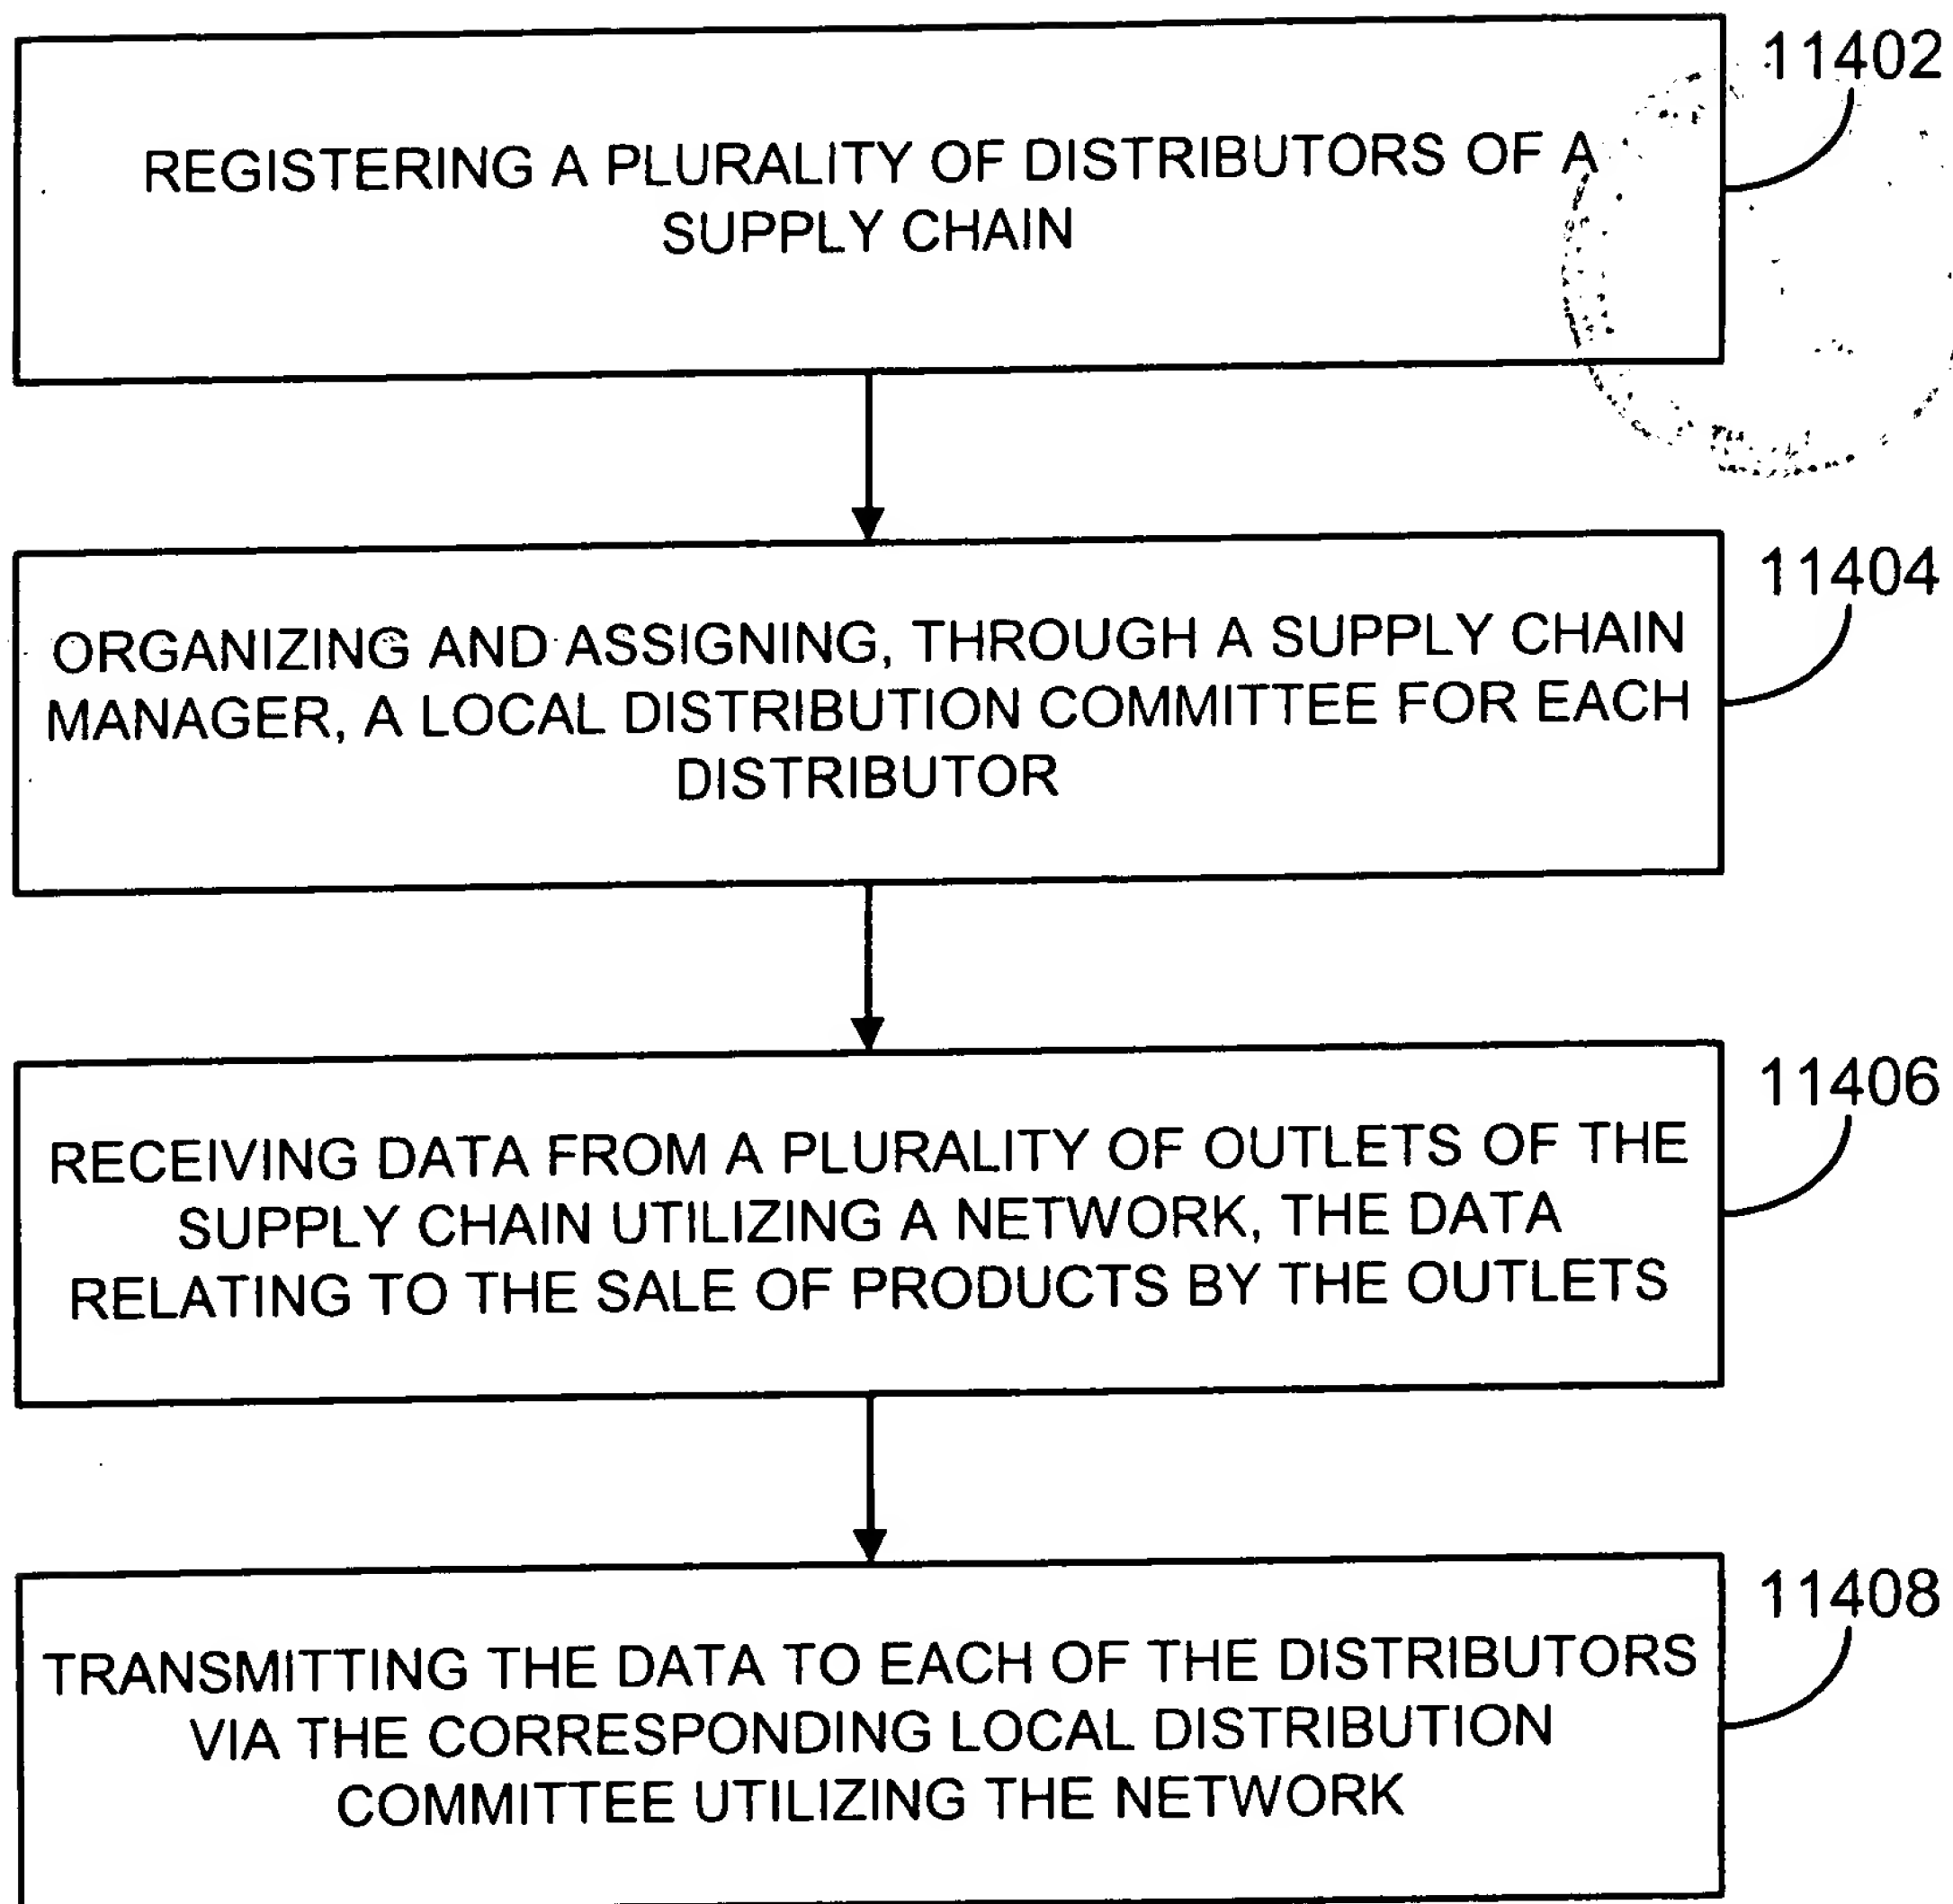 11402
REGISTERING A PLURALITY OF DISTRIBUTORS OF A
SUPPLY CHAIN
11404
ORGANIZING AND ASSIGNING, THROUGH A SUPPLY CHAIN
MANAGER, A LOCAL DISTRIBUTION COMMITTEE FOR EACH
DISTRIBUTOR
11406
RECEIVING DATA FROM A PLURALITY OF OUTLETS OF THE
SUPPLY CHAIN UTILIZING A NETWORK, THE DATA
RELATING TO THE SALE OF PRODUCTS BY THE OUTLETS
11408
TRANSMITTING THE DATA TO EACH OF THE DISTRIBUTORS
VIA THE CORRESPONDING LOCAL DISTRIBUTION
COMMITTEE UTILIZING THE NETWORK